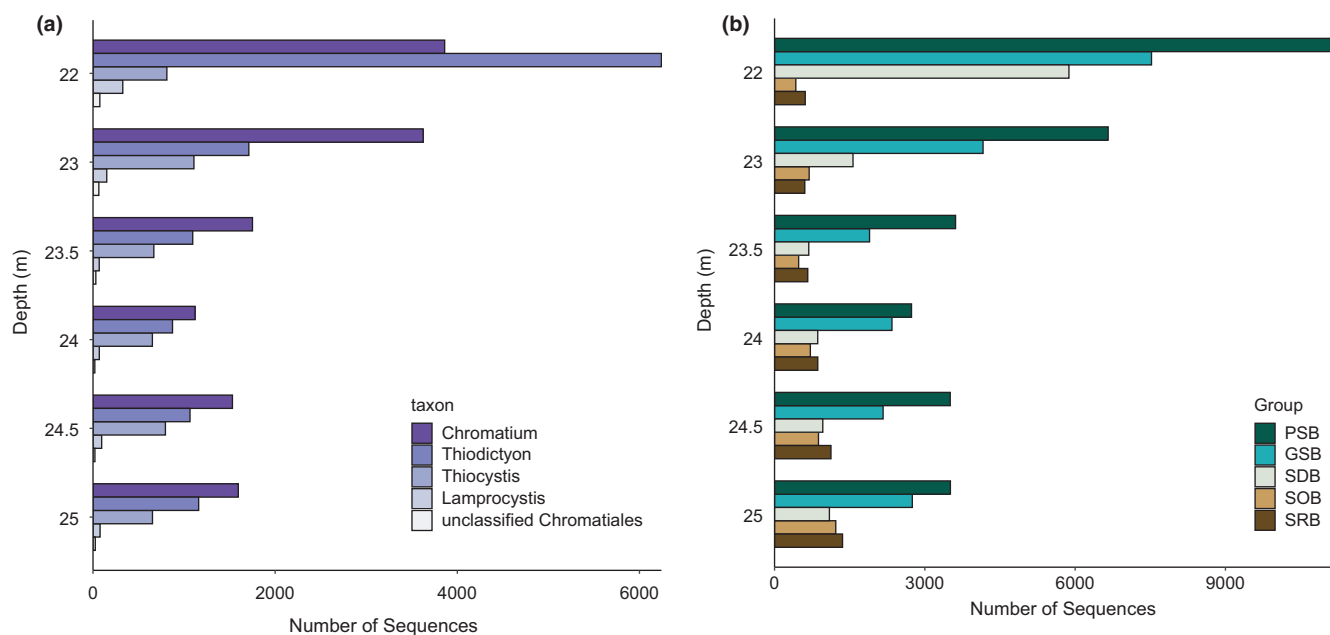 (a)
22
23
23.5
24
24.5
25
Depth (m)
0
2000
4000
6000
Number of Sequences
taxon
Chromatium
Thiodictyon
Thiocystis
Lamprocystis
unclassified Chromatiales
(b)
22
23
23.5
24
24.5
25
Depth (m)
0
3000
6000
9000
Number of Sequences
Group
PSB
GSB
SDB
SOB
SRB